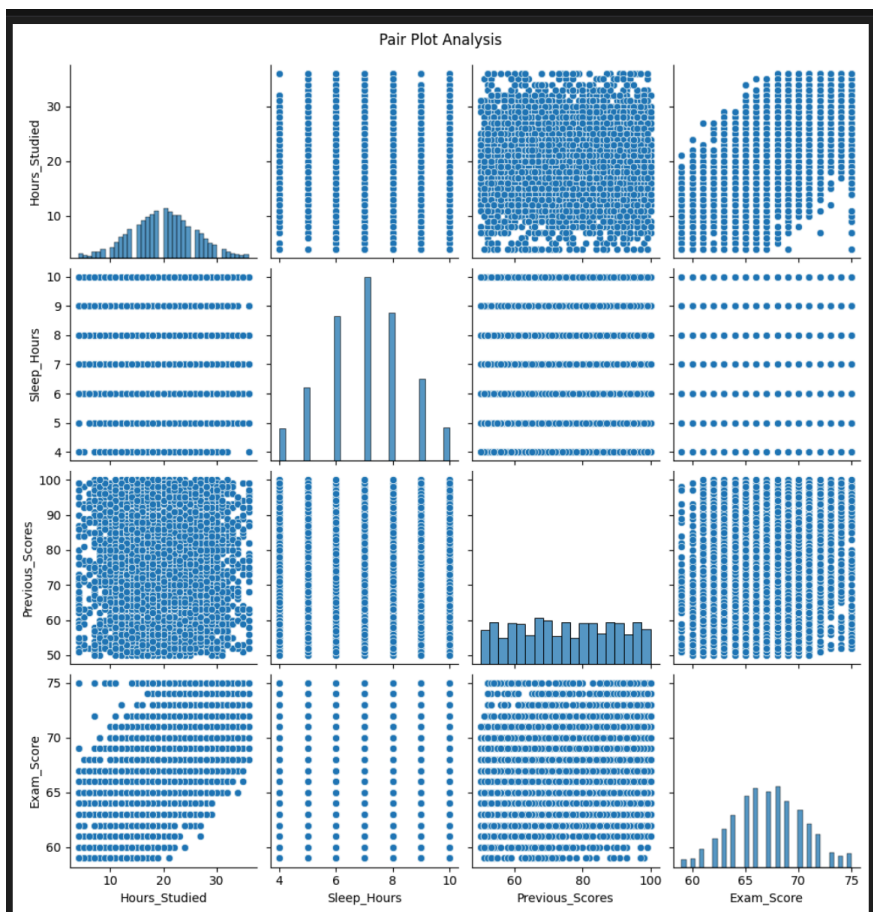 Pair Plot Analysis
Hours_Studied
30
20
10
Sleep_Hours
10
9
8
7
6
5
4
Previous_Scores
100
90
80
70
60
50
Exam_Score
75
70
65
60
10 20 30
4 6 8 10
60 80 100
60 65 70 75
Hours_Studied Sleep_Hours Previous_Scores Exam_Score